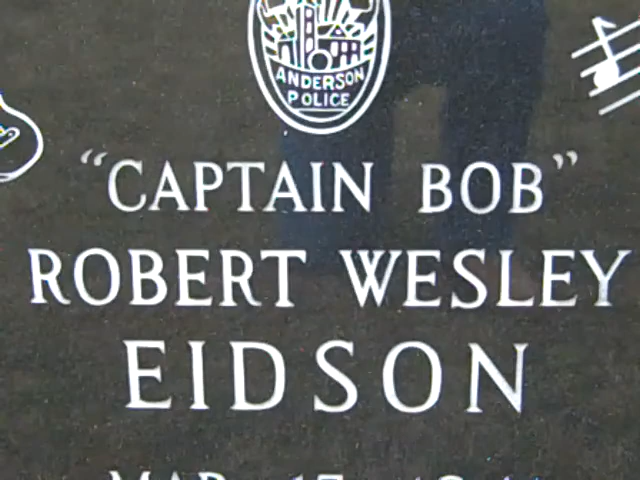 ANDERSON
POLICE
"CAPTAIN BOB"
ROBERT WESLEY
EIDSON